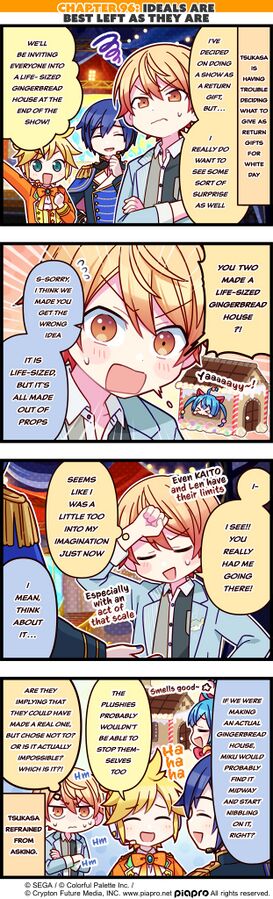 CHAPTER 96: IDEALS ARE
BEST LEFT AS THEY ARE
TSUKASA
IS
HAVING
TROUBLE
DECIDING
WHAT
TO
GIVE AS
RETURN
GIFTS
FOR
WHITE
DAY
I'VE
DECIDED
ON
DOING A
SHOW AS
A
RETURN
GIFT,
BUT...
I
REALLY DO
WANT TO
SEE SOME
SORT OF
SURPRISE
AS WELL
WE'LL
BE INVITING
EVERYONE INTO
A LIFE- SIZED
GINGERBREAD
HOUSE AT THE
END OF THE
SHOW!
YOU TWO
MADE A
LIFE-SIZED
GINGERBREAD
HOUSE
?!
Yaaaaayy~!
S-SORRY,
I THINK WE
MADE YOU
GET THE
WRONG
IDEA
IT IS
LIFE-SIZED,
BUT IT'S
ALL MADE
OUT OF
PROPS
I-
I SEE!!
YOU
REALLY
HAD ME
GOING
THERE!
Even KAITO
and Len have
their limits
SEEMS
LIKE I
WAS A
LITTLE TOO
INTO MY
IMAGINATION
JUST NOW
Especially
with an
act of
that scale
I
MEAN,
THINK
ABOUT
IT...
IF WE WERE
MAKING AN
ACTUAL
GINGERBREAD
HOUSE,
MIKU WOULD
PROBABLY
FIND IT
MIDWAY AND
START
NIBBLING
ON IT,
RIGHT?
Smells good~
THE
PLUSHIES
PROBABLY
WOULDN'T
BE ABLE TO
STOP THEM-
SELVES
TOO
Ha
ha
ha
ARE THEY
IMPLYING THAT
THEY COULD HAVE
MADE A REAL ONE,
BUT CHOSE NOT TO?
OR IS IT ACTUALLY
IMPOSSIBLE?
WHICH IS IT?!
Hm
Hm
Hm
TSUKASA
REFRAINED
FROM
ASKING.
© SEGA / © Colorful Palette Inc. /
© Crypton Future Media, INC. www.piapro.net piapro All rights reserved.